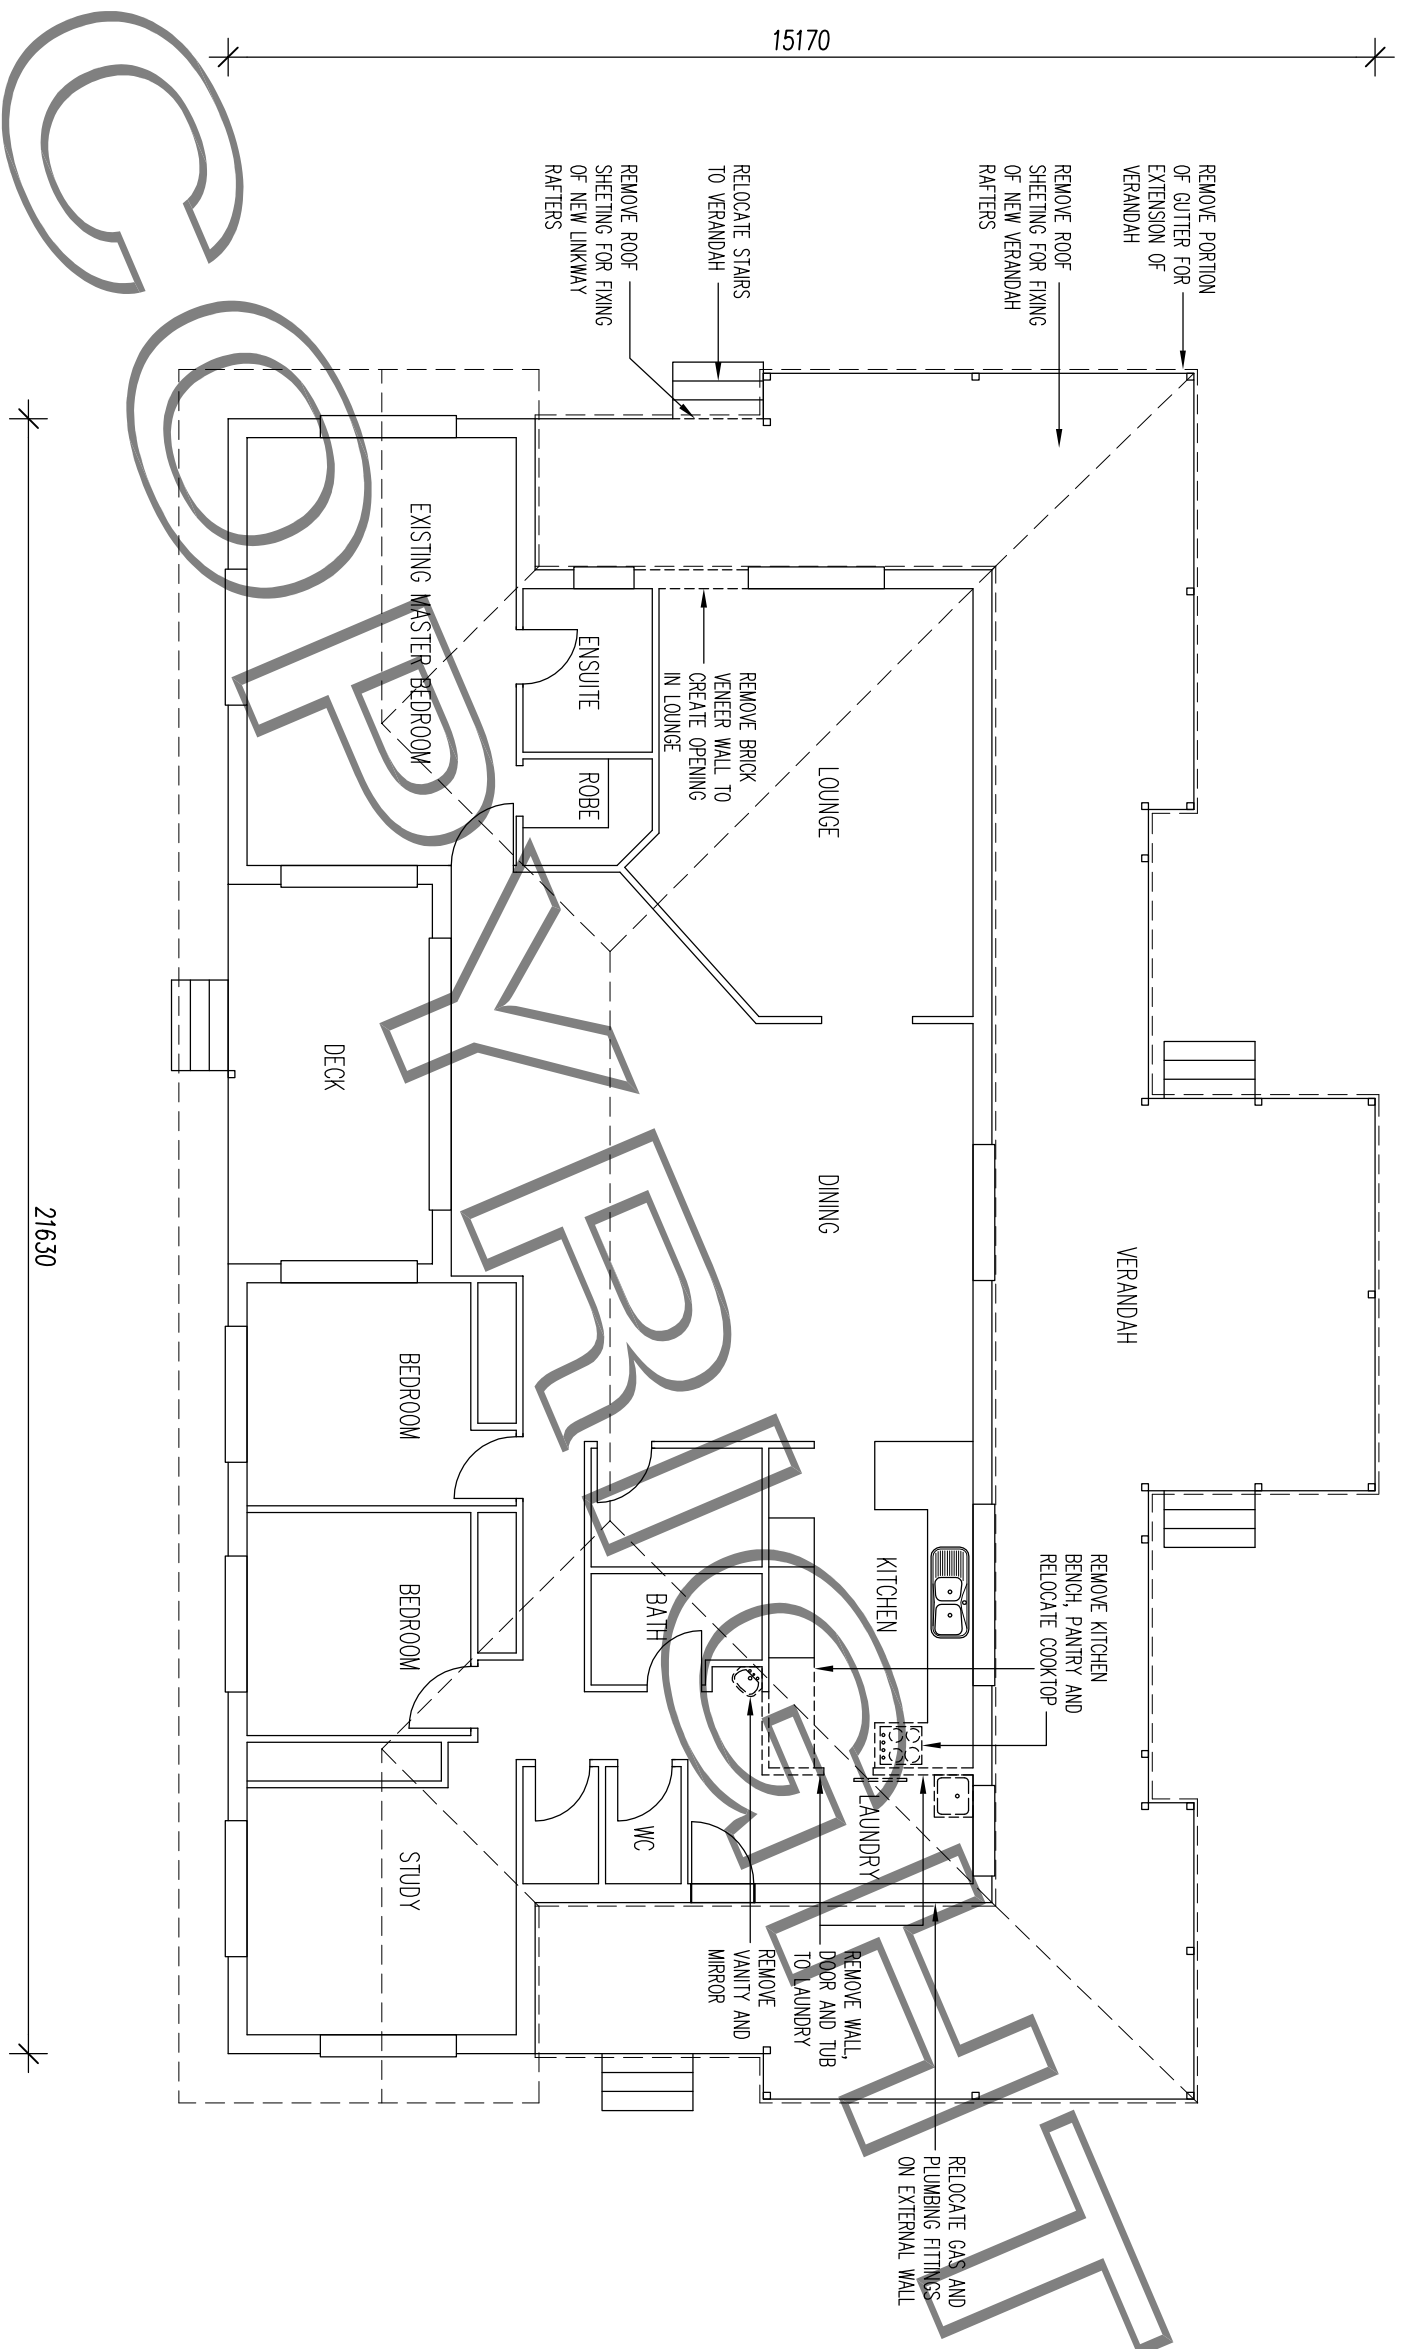 15170
REMOVE PORTION
OF GUTTER FOR
EXTENSION OF
VERANDAH
REMOVE ROOF
SHEETING FOR FIXING
OF NEW VERANDAH
RAFTERS
RELOCATE STAIRS
TO VERANDAH
REMOVE ROOF
SHEETING FOR FIXING
OF NEW LINKWAY
RAFTERS
VERANDAH
REMOVE KITCHEN
BENCH, PANTRY AND
RELOCATE COOKTOP
RELOCATE GAS AND
PLUMBING FITTINGS
ON EXTERNAL WALL
LOUNGE
DINING
KITCHEN
LAUNDRY
REMOVE WALL,
DOOR AND TUB
TO LAUNDRY
REMOVE BRICK
VENEER WALL TO
CREATE OPENING
IN LOUNGE
REMOVE
VANITY AND
MIRROR
ENSUITE
ROBE
BATH
WC
EXISTING MASTER BEDROOM
DECK
BEDROOM
BEDROOM
STUDY
21630
COPYRIGHT